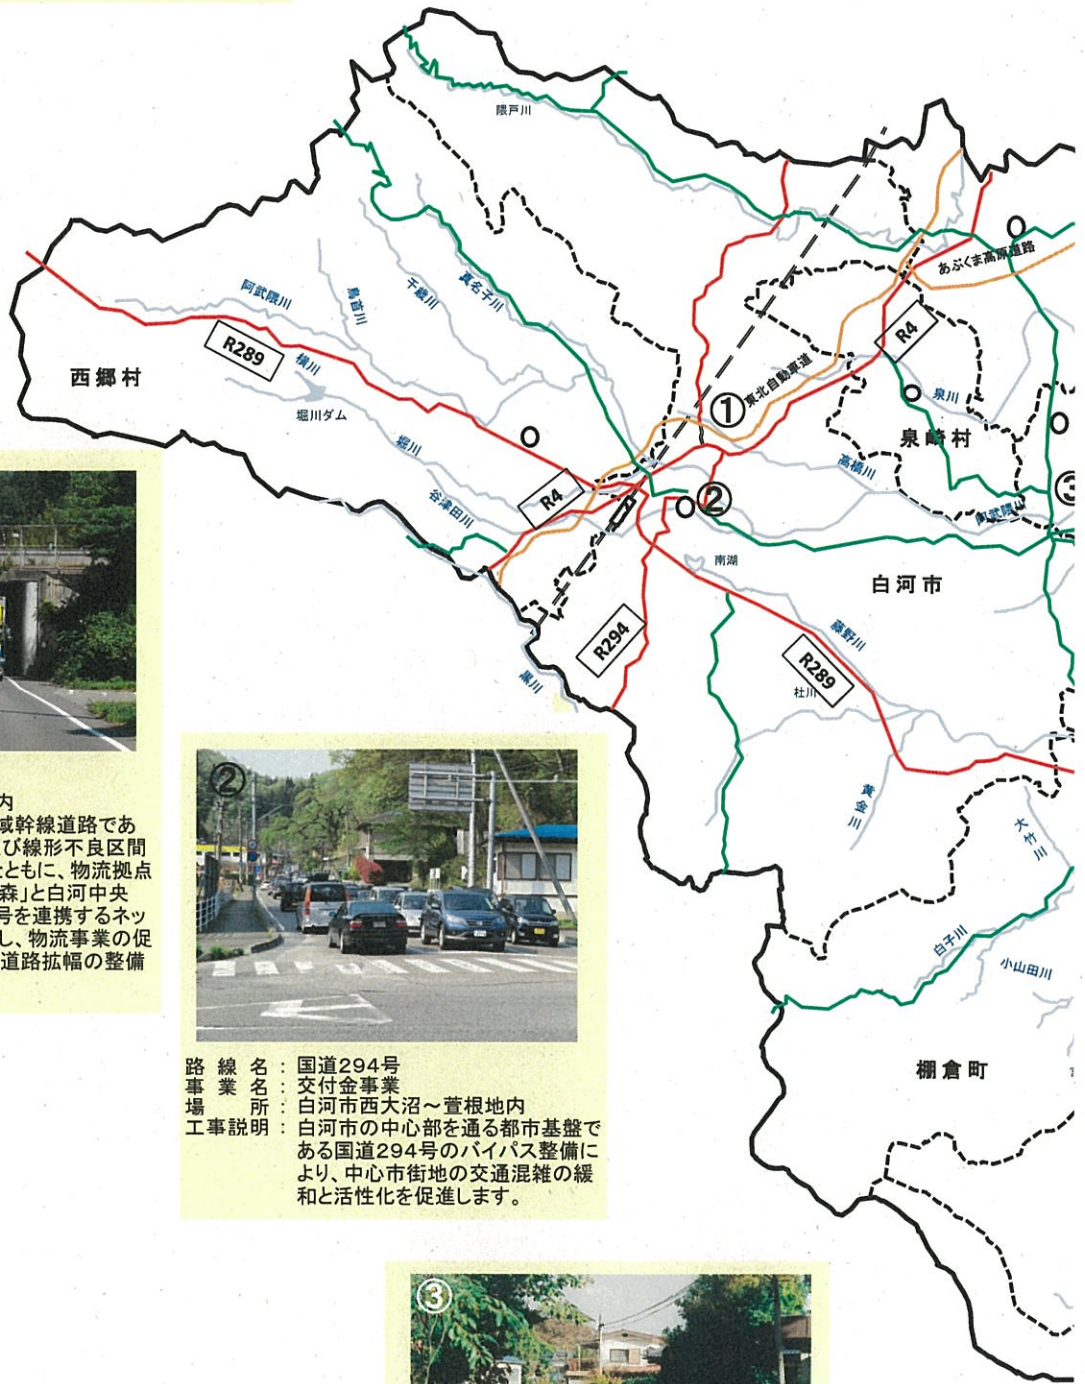 隈戸川
あぶくま高原道路
阿武隈川
鳥首川
千歳川
真名子川
R289
横川
R4
西郷村
堀川ダム
①
東北自動車道
泉川
泉崎村
堀川
高橋川
谷津田川
R4
②
③
阿武隈川
南湖
白河市
藤野川
R294
R289
社川
黒川
黄金川
大竹川
白子川
小山田川
棚倉町
内
域幹線道路であ
び線形不良区間
とともに、物流拠点
森」と白河中央
号を連携するネッ
し、物流事業の促
道路拡幅の整備
②
路線名：国道294号
事業名：交付金事業
場所：白河市西大沼～萱根地内
工事説明：白河市の中心部を通る都市基盤で
ある国道294号のバイパス整備に
より、中心市街地の交通混雑の緩
和と活性化を促進します。
③